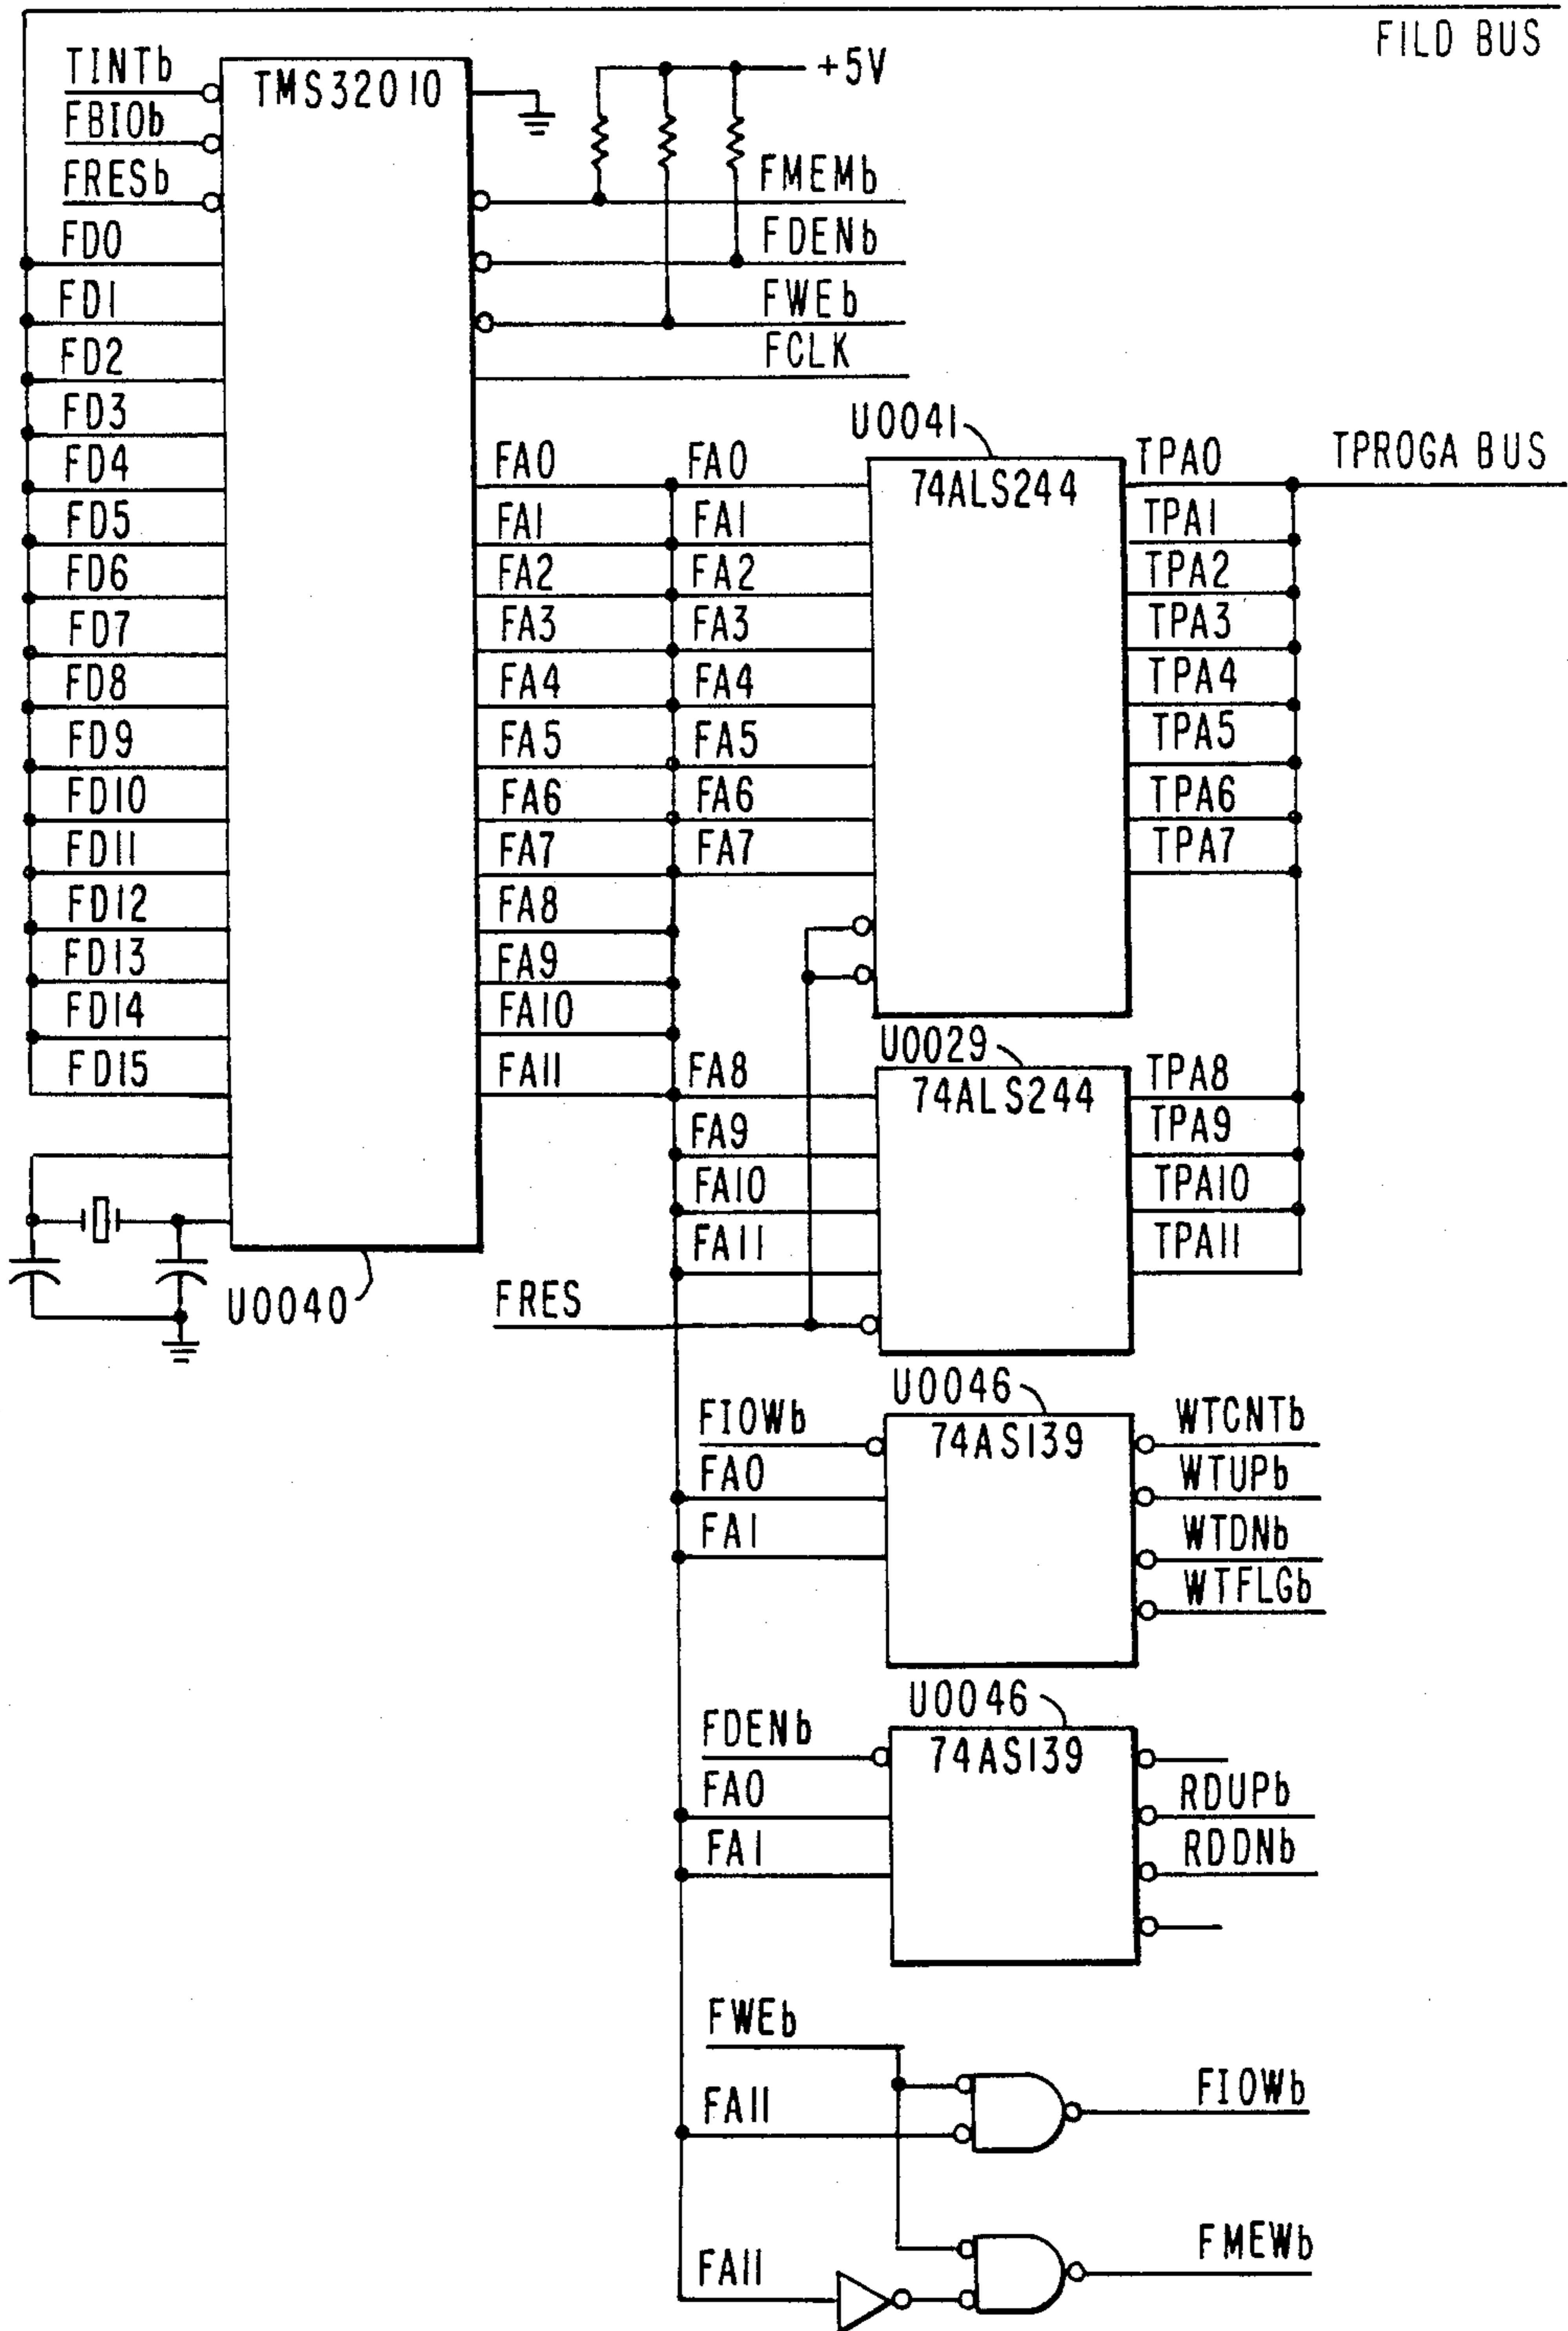 FILD BUS
TINTb
FBIOb
FRESb
FD0
FD1
FD2
FD3
FD4
FD5
FD6
FD7
FD8
FD9
FD10
FD11
FD12
FD13
FD14
FD15
TMS32010
U0040
+5V
FMEMb
FDENb
FWEb
FCLK
FA0
FA1
FA2
FA3
FA4
FA5
FA6
FA7
FA8
FA9
FA10
FA11
FA0
FA1
FA2
FA3
FA4
FA5
FA6
FA7
U0041
74ALS244
TPA0
TPA1
TPA2
TPA3
TPA4
TPA5
TPA6
TPA7
TPROGA BUS
FA8
FA9
FA10
FA11
FRES
U0029
74ALS244
TPA8
TPA9
TPA10
TPA11
U0046
FIOWb
FA0
FA1
74AS139
WTCNTb
WTUPb
WTDNb
WTFLGb
U0046
FDENb
FA0
FA1
74AS139
RDUPb
RDDNb
FWEb
FA11
FIOWb
FA11
FMEWb